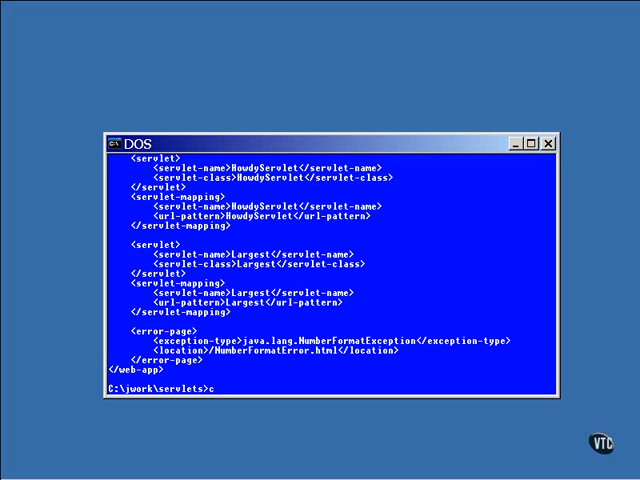 DOS
<servlet>
<servlet-name>HowdyServlet</servlet-name>
<servlet-class>HowdyServlet</servlet-class>
</servlet>
<servlet-mapping>
<servlet-name>HowdyServlet</servlet-name>
<url-pattern>HowdyServlet</url-pattern>
</servlet-mapping>
<servlet>
<servlet-name>Largest</servlet-name>
<servlet-class>Largest</servlet-class>
</servlet>
<servlet-mapping>
<servlet-name>Largest</servlet-name>
<url-pattern>Largest</url-pattern>
</servlet-mapping>
<error-page>
<exception-type>java.lang.NumberFormatException</exception-type>
<location>/NumberFormatError.html</location>
</error-page>
</web-app>
C:\jwork\servlets>c
VTC